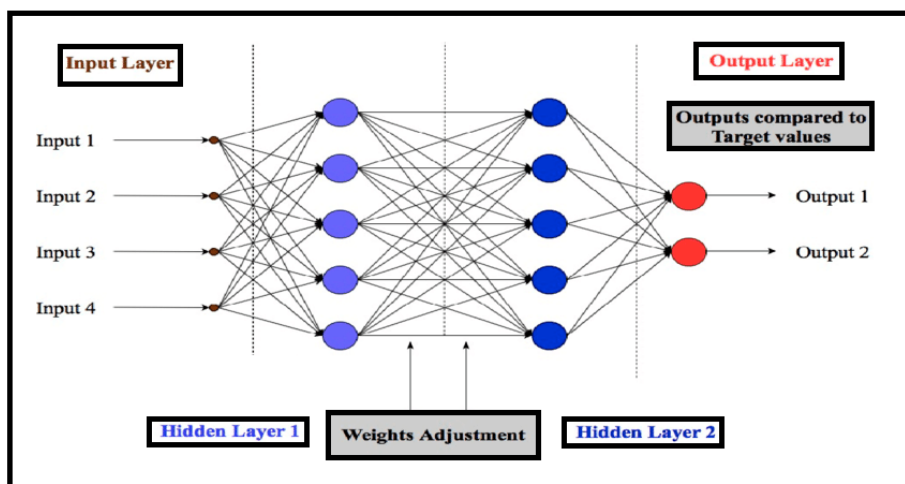 Input Layer
Output Layer
Outputs compared to
Target values
Input 1
Input 2
Input 3
Input 4
Output 1
Output 2
Hidden Layer 1
Weights Adjustment
Hidden Layer 2